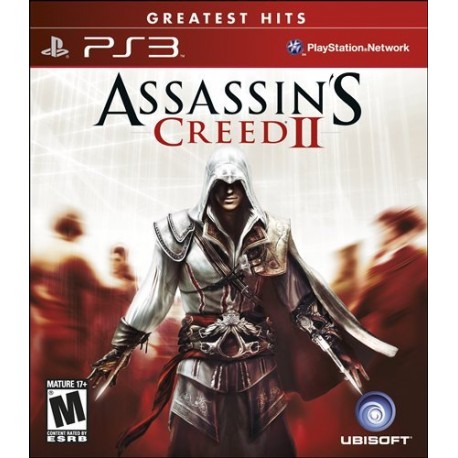 GREATEST HITS
PS3
PlayStation®Network
ASSASSIN'S
CREED II
MATURE 17+
M
CONTENT RATED BY
ESRB
UBISOFT